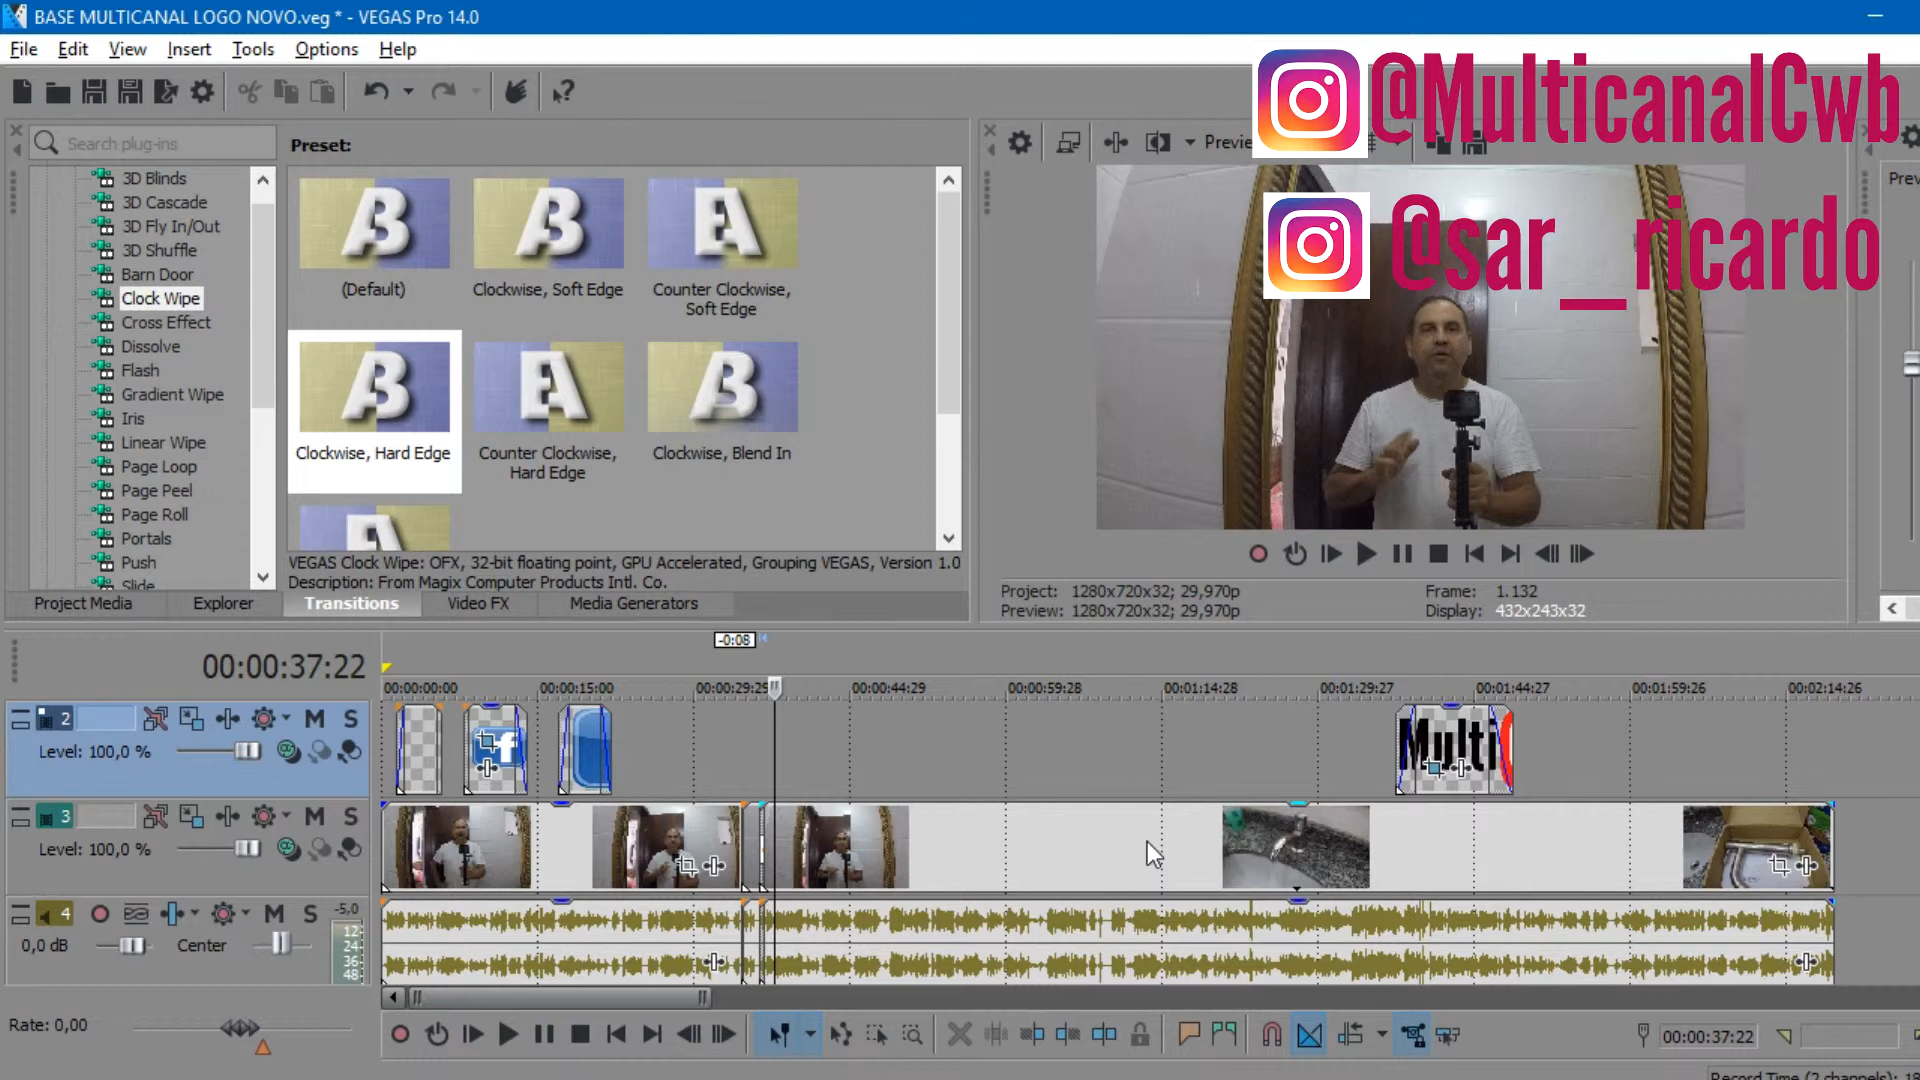 BASE MULTICANAL LOGO NOVO.veg * - VEGAS Pro 14.0
File Edit View Insert Tools Options Help
@MulticanalCwb
@sar__ricardo
Search plug-ins
Preset:
3D Blinds
3D Cascade
3D Fly In/Out
3D Shuffle
Barn Door
Clock Wipe
Cross Effect
Dissolve
Flash
Gradient Wipe
Iris
Linear Wipe
Page Loop
Page Peel
Page Roll
Portals
Push
Slide
(Default)
Clockwise, Soft Edge
Counter Clockwise, Soft Edge
Clockwise, Hard Edge
Counter Clockwise, Hard Edge
Clockwise, Blend In
VEGAS Clock Wipe: OFX, 32-bit floating point, GPU Accelerated, Grouping VEGAS, Version 1.0
Description: From Magix Computer Products Intl. Co.
Project Media Explorer Transitions Video FX Media Generators
Project: 1280x720x32; 29,970p
Preview: 1280x720x32; 29,970p
Frame: 1.132
Display: 432x243x32
-0:08
00:00:37:22
00:00:00:00 00:00:15:00 00:00:29:29 00:00:44:29 00:00:59:28 00:01:14:28 00:01:29:27 00:01:44:27 00:01:59:26 00:02:14:26
2 M S
Level: 100,0 %
f
Multi
3 M S
Level: 100,0 %
4 M S -5,0
0,0 dB Center
12
24
36
48
Rate: 0,00
00:00:37:22